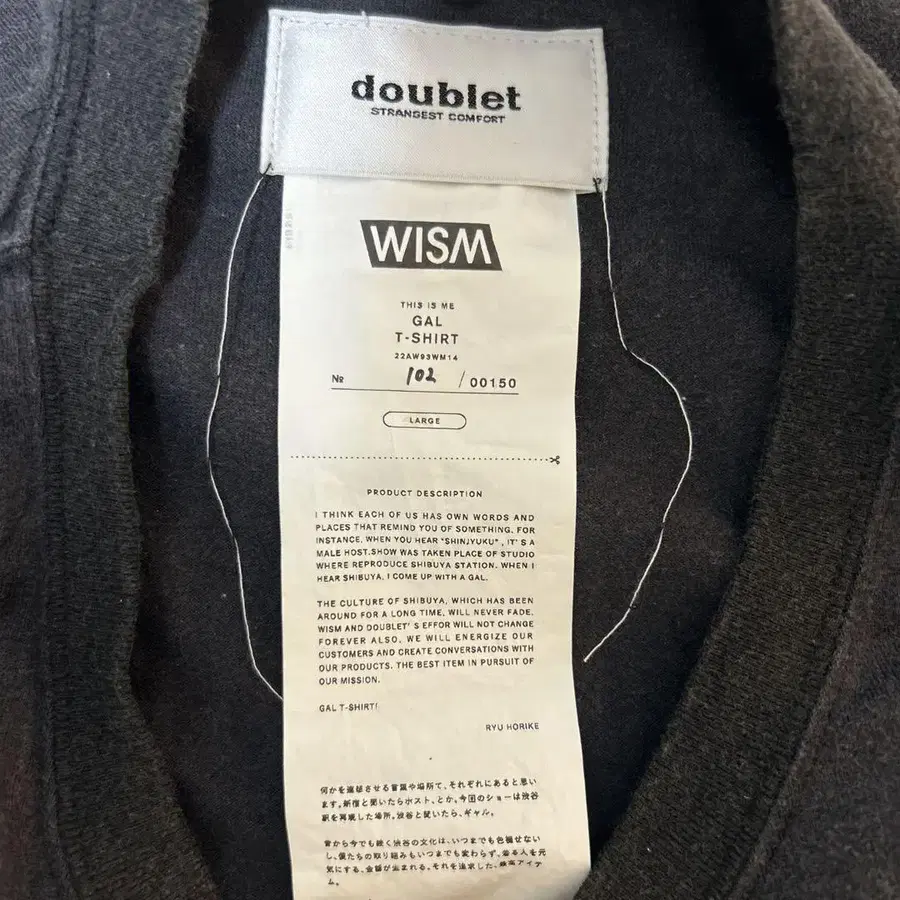 doublet
STRANGEST COMFORT
WISM
THIS IS ME
GAL
T-SHIRT
22AW93WM14
№ 102 /00150
LARGE
PRODUCT DESCRIPTION
I THINK EACH OF US HAS OWN WORDS AND
PLACES THAT REMIND YOU OF SOMETHING. FOR
INSTANCE, WHEN YOU HEAR "SHINJYUKU" , IT'S A
MALE HOST.SHOW WAS TAKEN PLACE OF STUDIO
WHERE REPRODUCE SHIBUYA STATION. WHEN I
HEAR SHIBUYA, I COME UP WITH A GAL.
THE CULTURE OF SHIBUYA, WHICH HAS BEEN
AROUND FOR A LONG TIME, WILL NEVER FADE.
WISM AND DOUBLET' S EFFOR WILL NOT CHANGE
FOREVER ALSO, WE WILL ENERGIZE OUR
CUSTOMERS AND CREATE CONVERSATIONS WITH
OUR PRODUCTS. THE BEST ITEM IN PURSUIT OF
OUR MISSION.
GAL T-SHIRT!
RYU HORIKE
何かを連想させる言葉や場所て、それぞれにあると思い
ます。新宿と聞いたらホスト、とか。今回のショーは渋谷
駅を再現した場所。渋谷と聞いたら、ギャル。
昔から今でも続く渋谷の文化は、いつまでも色褪せない
し、僕たちの取り組みもいつまでも変わらず、着る人を元
気にする、会話が生まれる。それを追求した、最高アイテ
ム。